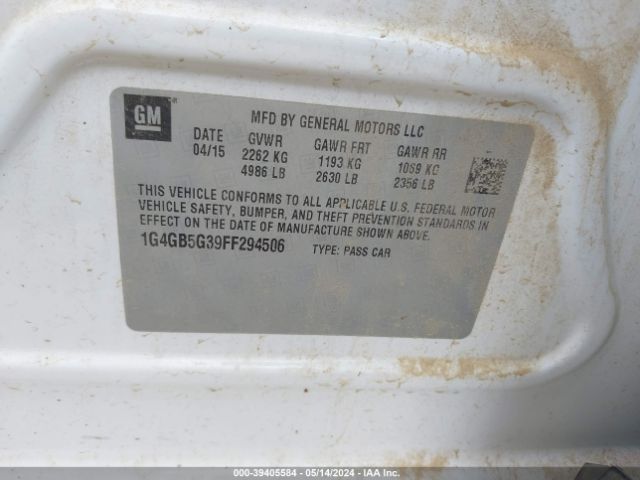 GM
MFD BY GENERAL MOTORS LLC
DATE GVWR GAWR FRT GAWR RR
04/15 2262 KG 1193 KG 1069 KG
4986 LB 2630 LB 2356 LB
THIS VEHICLE CONFORMS TO ALL APPLICABLE U.S. FEDERAL MOTOR
VEHICLE SAFETY, BUMPER, AND THEFT PREVENTION STANDARDS IN
EFFECT ON THE DATE OF MANUFACTURE SHOWN ABOVE.
1G4GB5G39FF294506 TYPE: PASS CAR
000-39405584 - 05/14/2024 - IAA Inc.